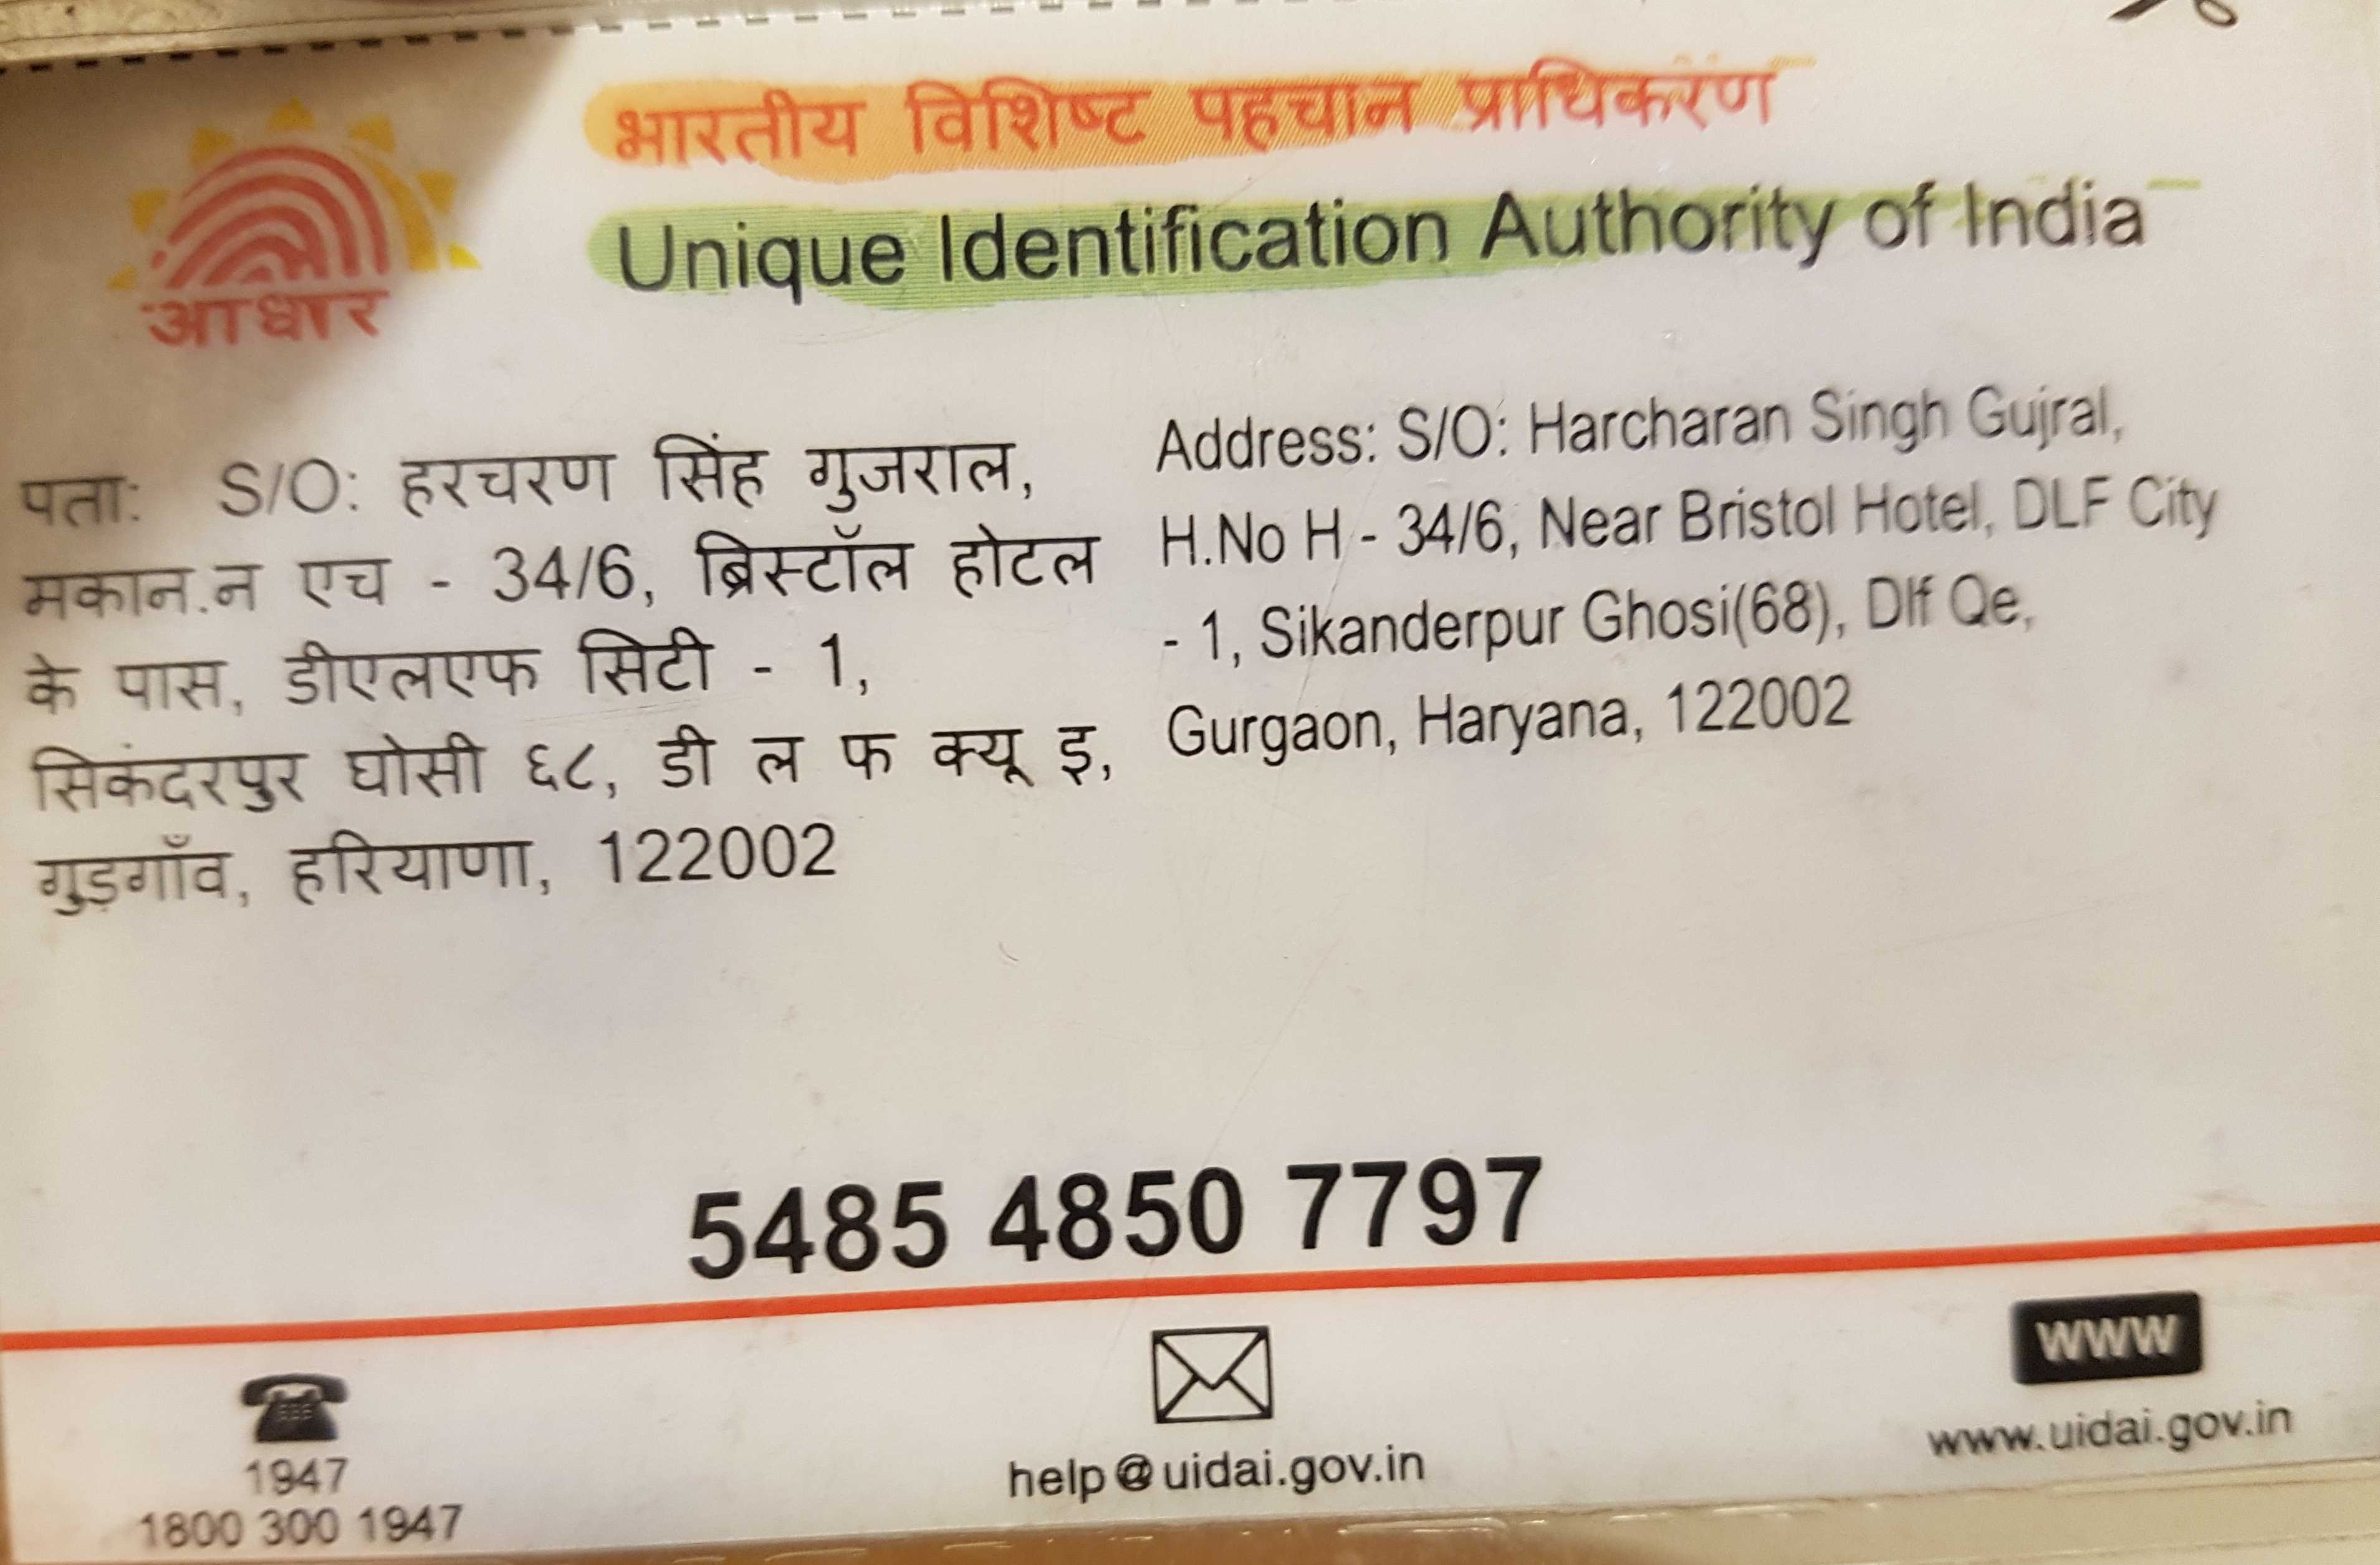 भारतीय विशिष्ट पहचान प्राधिकरण
Unique Identification Authority of India
आधार
पता: S/O: हरचरण सिंह गुजराल,
मकान.न एच - 34/6, ब्रिस्टॉल होटल
के पास, डीएलएफ सिटी - 1,
सिकंदरपुर घोसी ६८, डी ल फ क्यू इ,
गुड़गाँव, हरियाणा, 122002
Address: S/O: Harcharan Singh Gujral,
H.No H - 34/6, Near Bristol Hotel, DLF City
- 1, Sikanderpur Ghosi(68), Dlf Qe,
Gurgaon, Haryana, 122002
5485 4850 7797
1947
1800 300 1947
help@uidai.gov.in
WWW
www.uidai.gov.in